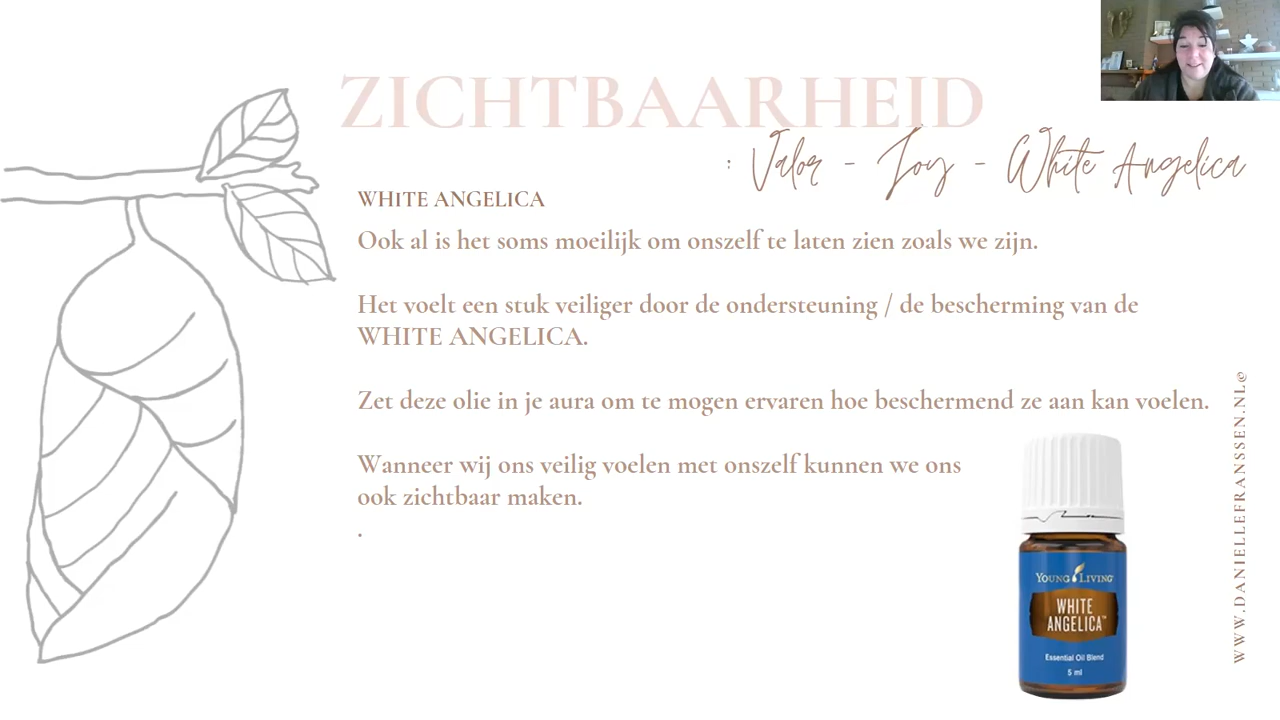 ZICHTBAARHEID
: Valor - Joy - White Angelica
WHITE ANGELICA
Ook al is het soms moeilijk om onszelf te laten zien zoals we zijn.
Het voelt een stuk veiliger door de ondersteuning / de bescherming van de
WHITE ANGELICA.
Zet deze olie in je aura om te mogen ervaren hoe beschermend ze aan kan voelen.
Wanneer wij ons veilig voelen met onszelf kunnen we ons
ook zichtbaar maken.
.
YOUNG LIVING
WHITE
ANGELICA™
Essential Oil Blend
5 ml
WWW.DANIELLEFRANSSEN.NL©